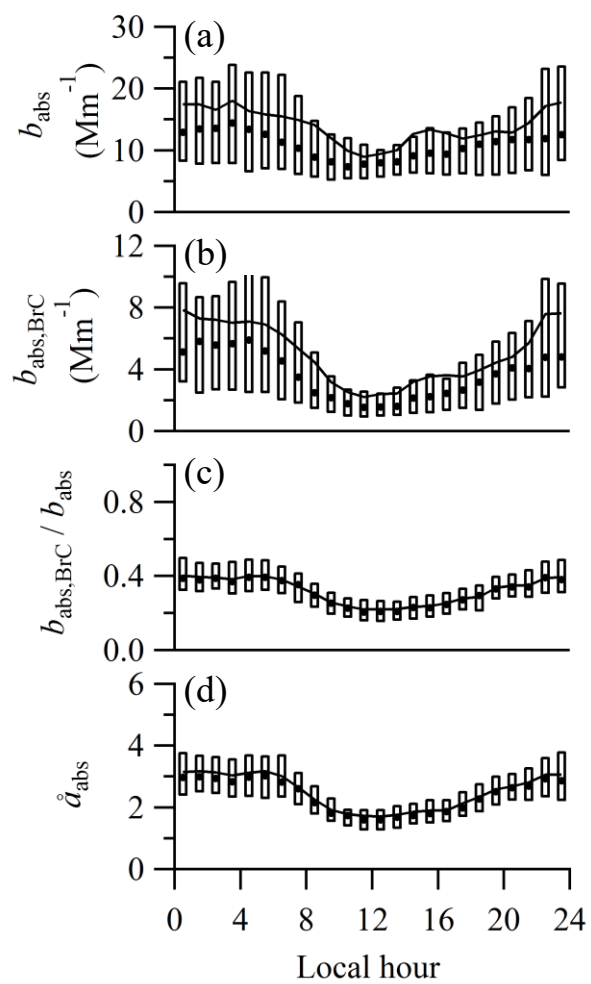 (a)
30
20
10
0
b_abs
(Mm⁻¹)
(b)
12
8
4
0
b_abs,BrC
(Mm⁻¹)
(c)
0.8
0.4
0.0
b_abs,BrC / b_abs
(d)
6
4
2
0
å_abs
0 4 8 12 16 20 24
Local hour